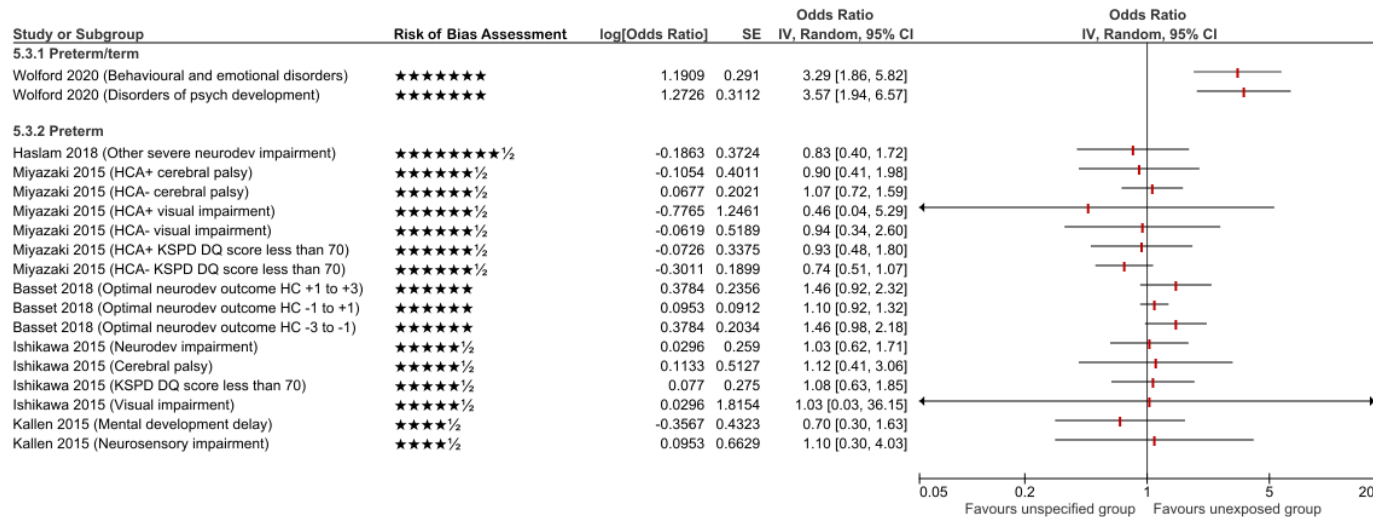 Odds Ratio Odds Ratio
Study or Subgroup Risk of Bias Assessment log[Odds Ratio] SE IV, Random, 95% CI IV, Random, 95% CI
5.3.1 Preterm/term
Wolford 2020 (Behavioural and emotional disorders) ★★★★★★★ 1.1909 0.291 3.29 [1.86, 5.82]
Wolford 2020 (Disorders of psych development) ★★★★★★★ 1.2726 0.3112 3.57 [1.94, 6.57]
5.3.2 Preterm
Haslam 2018 (Other severe neurodev impairment) ★★★★★★★★½ -0.1863 0.3724 0.83 [0.40, 1.72]
Miyazaki 2015 (HCA+ cerebral palsy) ★★★★★★½ -0.1054 0.4011 0.90 [0.41, 1.98]
Miyazaki 2015 (HCA- cerebral palsy) ★★★★★★½ 0.0677 0.2021 1.07 [0.72, 1.59]
Miyazaki 2015 (HCA+ visual impairment) ★★★★★★½ -0.7765 1.2461 0.46 [0.04, 5.29]
Miyazaki 2015 (HCA- visual impairment) ★★★★★★½ -0.0619 0.5189 0.94 [0.34, 2.60]
Miyazaki 2015 (HCA+ KSPD DQ score less than 70) ★★★★★★½ -0.0726 0.3375 0.93 [0.48, 1.80]
Miyazaki 2015 (HCA- KSPD DQ score less than 70) ★★★★★★½ -0.3011 0.1899 0.74 [0.51, 1.07]
Basset 2018 (Optimal neurodev outcome HC +1 to +3) ★★★★★★ 0.3784 0.2356 1.46 [0.92, 2.32]
Basset 2018 (Optimal neurodev outcome HC -1 to +1) ★★★★★★ 0.0953 0.0912 1.10 [0.92, 1.32]
Basset 2018 (Optimal neurodev outcome HC -3 to -1) ★★★★★★ 0.3784 0.2034 1.46 [0.98, 2.18]
Ishikawa 2015 (Neurodev impairment) ★★★★★½ 0.0296 0.259 1.03 [0.62, 1.71]
Ishikawa 2015 (Cerebral palsy) ★★★★★½ 0.1133 0.5127 1.12 [0.41, 3.06]
Ishikawa 2015 (KSPD DQ score less than 70) ★★★★★½ 0.077 0.275 1.08 [0.63, 1.85]
Ishikawa 2015 (Visual impairment) ★★★★★½ 0.0296 1.8154 1.03 [0.03, 36.15]
Kallen 2015 (Mental development delay) ★★★★½ -0.3567 0.4323 0.70 [0.30, 1.63]
Kallen 2015 (Neurosensory impairment) ★★★★½ 0.0953 0.6629 1.10 [0.30, 4.03]
0.05 0.2 1 5 20
Favours unspecified group Favours unexposed group